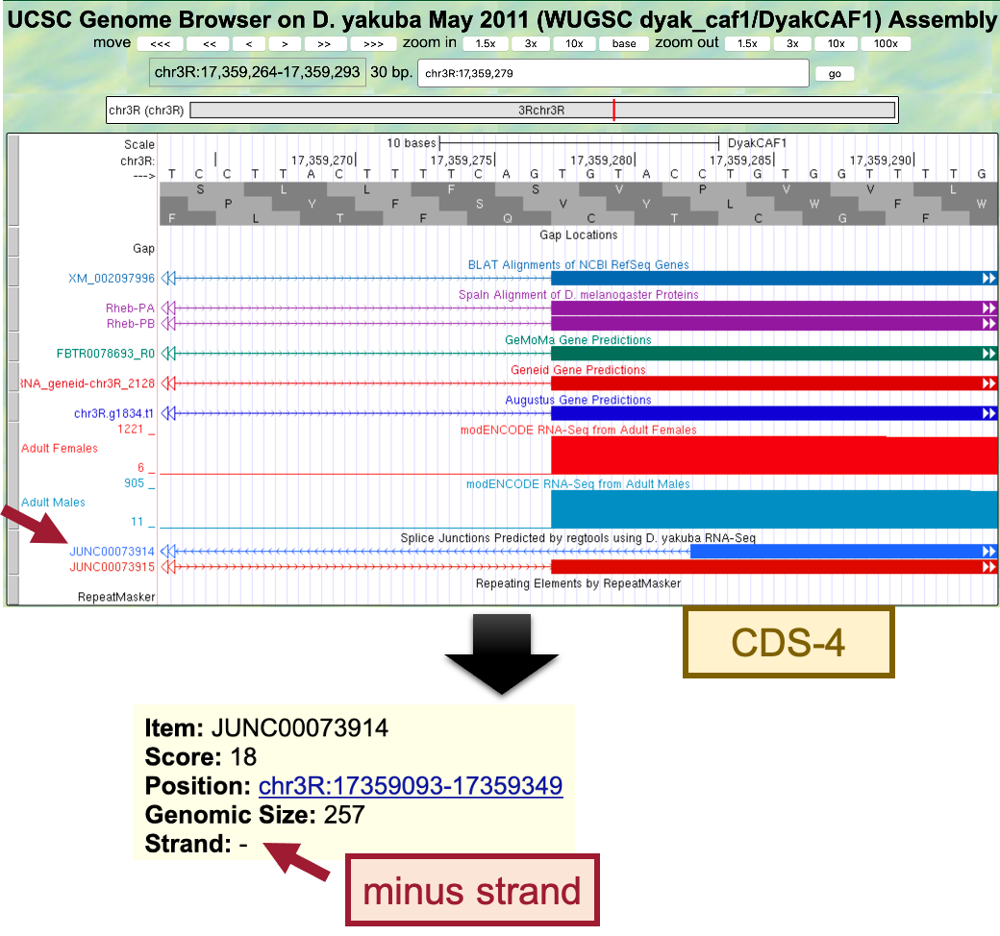 UCSC Genome Browser on D. yakuba May 2011 (WUGSC dyak_caf1/DyakCAF1) Assembly
move <<< << < > >> >>> zoom in 1.5x 3x 10x base zoom out 1.5x 3x 10x 100x
chr3R:17,359,264-17,359,293 30 bp. chr3R:17,359,279 go
chr3R (chr3R) 3Rchr3R
Scale 10 bases DyakCAF1
chr3R: 17,359,270 17,359,275 17,359,280 17,359,285 17,359,290
---> T C C T T A C T T T T C A G T G T A C C T G T G G T T T T G
S L L F S V P V V L
P Y F S V Y L W F W
F L T F Q C T C G F
Gap Locations
Gap
BLAT Alignments of NCBI RefSeq Genes
XM_002097996
Spaln Alignment of D. melanogaster Proteins
Rheb-PA
Rheb-PB
GeMoMa Gene Predictions
FBTR0078693_R0
Geneid Gene Predictions
RNA_geneid-chr3R_2128
Augustus Gene Predictions
chr3R.g1834.t1
modENCODE RNA-Seq from Adult Females
1221 _
Adult Females
6 _
modENCODE RNA-Seq from Adult Males
905 _
Adult Males
11 _
Splice Junctions Predicted by regtools using D. yakuba RNA-Seq
JUNC00073914
JUNC00073915
Repeating Elements by RepeatMasker
RepeatMasker
CDS-4
Item: JUNC00073914
Score: 18
Position: chr3R:17359093-17359349
Genomic Size: 257
Strand: -
minus strand